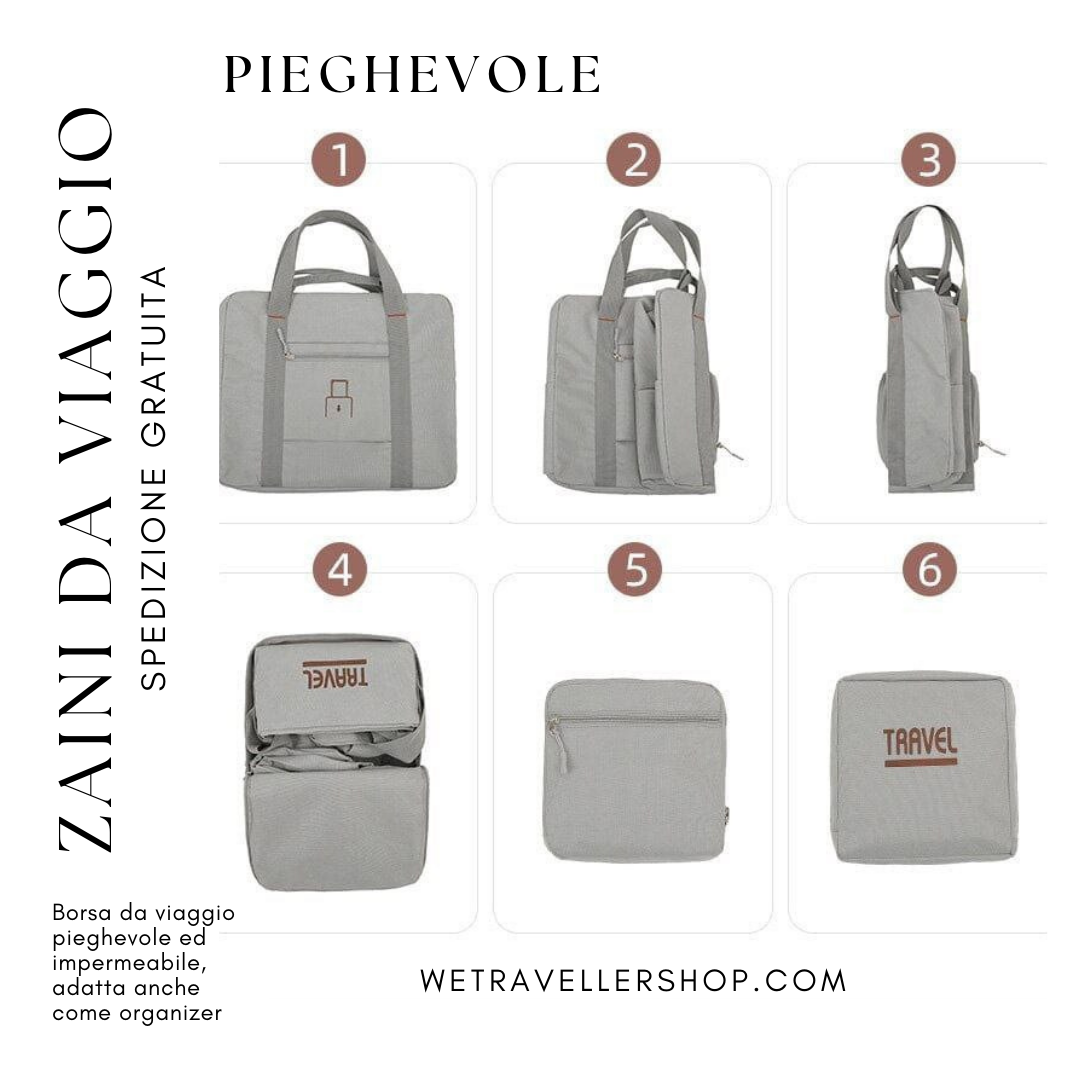 PIEGHEVOLE
ZAINI DA VIAGGIO
SPEDIZIONE GRATUITA
1
2
3
4
5
6
TRAVEL
TRAVEL
Borsa da viaggio
pieghevole ed
impermeabile,
adatta anche
come organizer
WETRAVELLERSHOP.COM